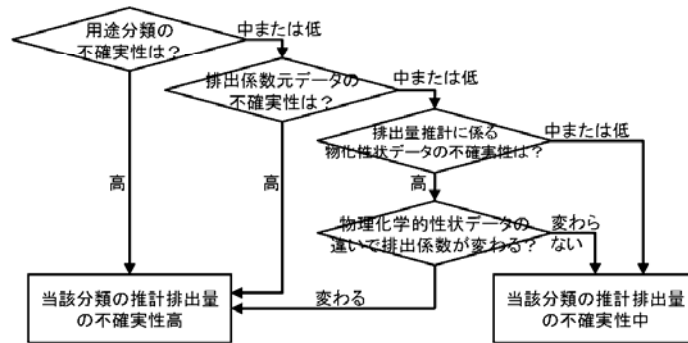 用途分類の
不確実性は？
中または低
排出係数元データの
不確実性は？
中または低
排出量推計に係る
物化性状データの不確実性は？
中または低
高
高
高
物理化学的性状データの
違いで排出係数が変わる？
変わら
ない
当該分類の推計排出量
の不確実性高
変わる
当該分類の推計排出量
の不確実性中